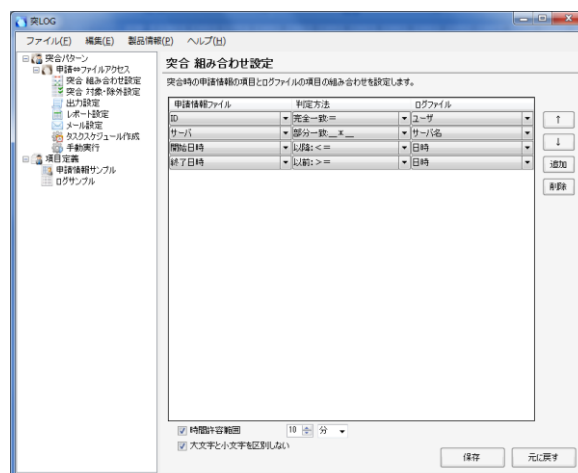 突LOG
ファイル(F) 編集(E) 製品情報(P) ヘルプ(H)
突合パターン
申請⇔ファイルアクセス
突合 組み合わせ設定
突合 対象・除外設定
出力設定
レポート設定
メール設定
タスクスケジュール作成
手動実行
項目定義
申請情報サンプル
ログサンプル
突合 組み合わせ設定
突合時の申請情報の項目とログファイルの項目の組み合わせを設定します。
申請情報ファイル 判定方法 ログファイル
ID 完全一致:= ユーザ
サーバ 部分一致:__x__ サーバ名
開始日時 以降:<= 日時
終了日時 以前:>= 日時
↑
↓
追加
削除
時間許容範囲 10 分
大文字と小文字を区別しない
保存 元に戻す